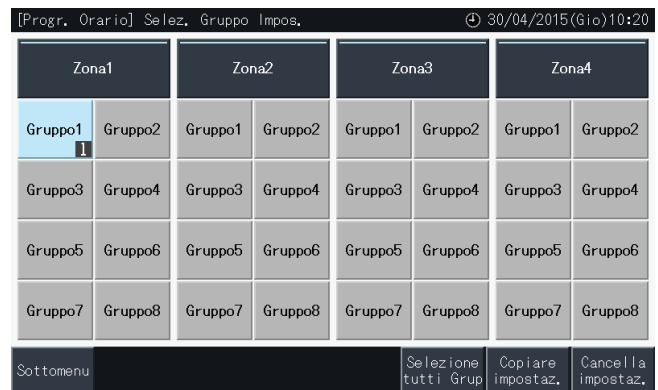 [Progr. Orario] Selez. Gruppo Impos. 30/04/2015(Gio)10:20
Zona1 Zona2 Zona3 Zona4
Gruppo1 Gruppo2 Gruppo1 Gruppo2 Gruppo1 Gruppo2 Gruppo1 Gruppo2
1
Gruppo3 Gruppo4 Gruppo3 Gruppo4 Gruppo3 Gruppo4 Gruppo3 Gruppo4
Gruppo5 Gruppo6 Gruppo5 Gruppo6 Gruppo5 Gruppo6 Gruppo5 Gruppo6
Gruppo7 Gruppo8 Gruppo7 Gruppo8 Gruppo7 Gruppo8 Gruppo7 Gruppo8
Sottomenu
Selezione
tutti Grup
Copiare
impostaz.
Cancella
impostaz.